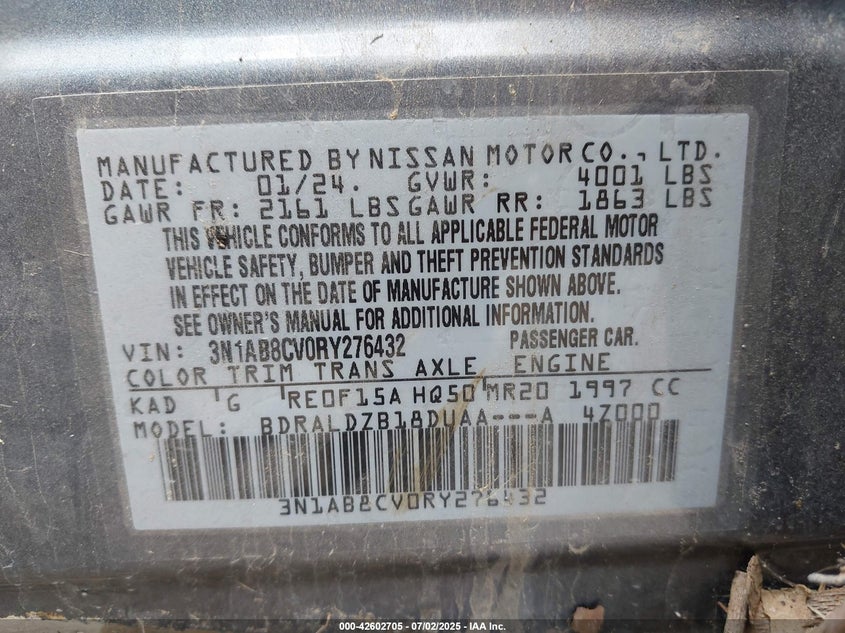 MANUFACTURED BY NISSAN MOTOR CO., LTD.
DATE: 01/24. GVWR: 4001 LBS
GAWR FR: 2161 LBS GAWR RR: 1863 LBS
THIS VEHICLE CONFORMS TO ALL APPLICABLE FEDERAL MOTOR
VEHICLE SAFETY, BUMPER AND THEFT PREVENTION STANDARDS
IN EFFECT ON THE DATE OF MANUFACTURE SHOWN ABOVE.
SEE OWNER'S MANUAL FOR ADDITIONAL INFORMATION.
VIN: 3N1AB8CV0RY276432 PASSENGER CAR.
COLOR TRIM TRANS AXLE ENGINE
KAD G RE0F15A HQ50 MR20 1997 CC
MODEL: BDRALDZB18DUAA---A 4Z000
3N1AB8CV0RY276432
000-42602705 - 07/02/2025 - IAA Inc.